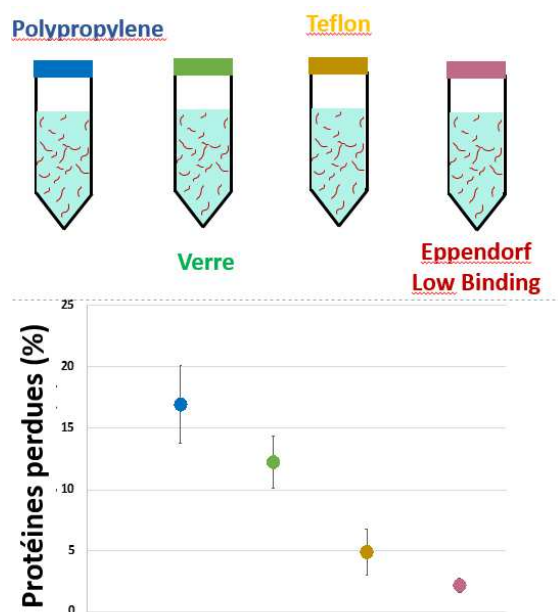 Polypropylene
Teflon
Verre
Eppendorf
Low Binding
Protéines perdues (%)
25
20
15
10
5
0